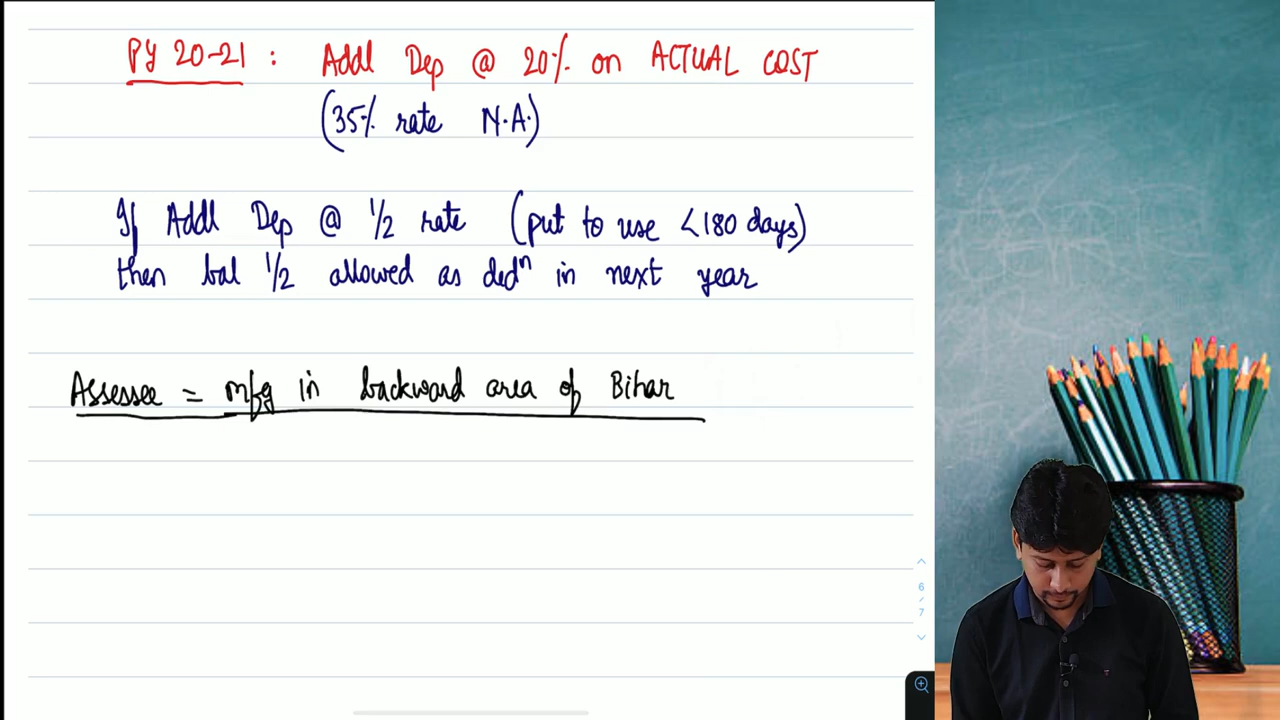 PY 20-21 : Addl Dep @ 20% on ACTUAL COST
(35% rate N.A.)
If Addl Dep @ 1/2 rate (put to use <180 days)
then bal 1/2 allowed as dedⁿ in next year
Assessee = mfg in backward area of Bihar
6
/
7